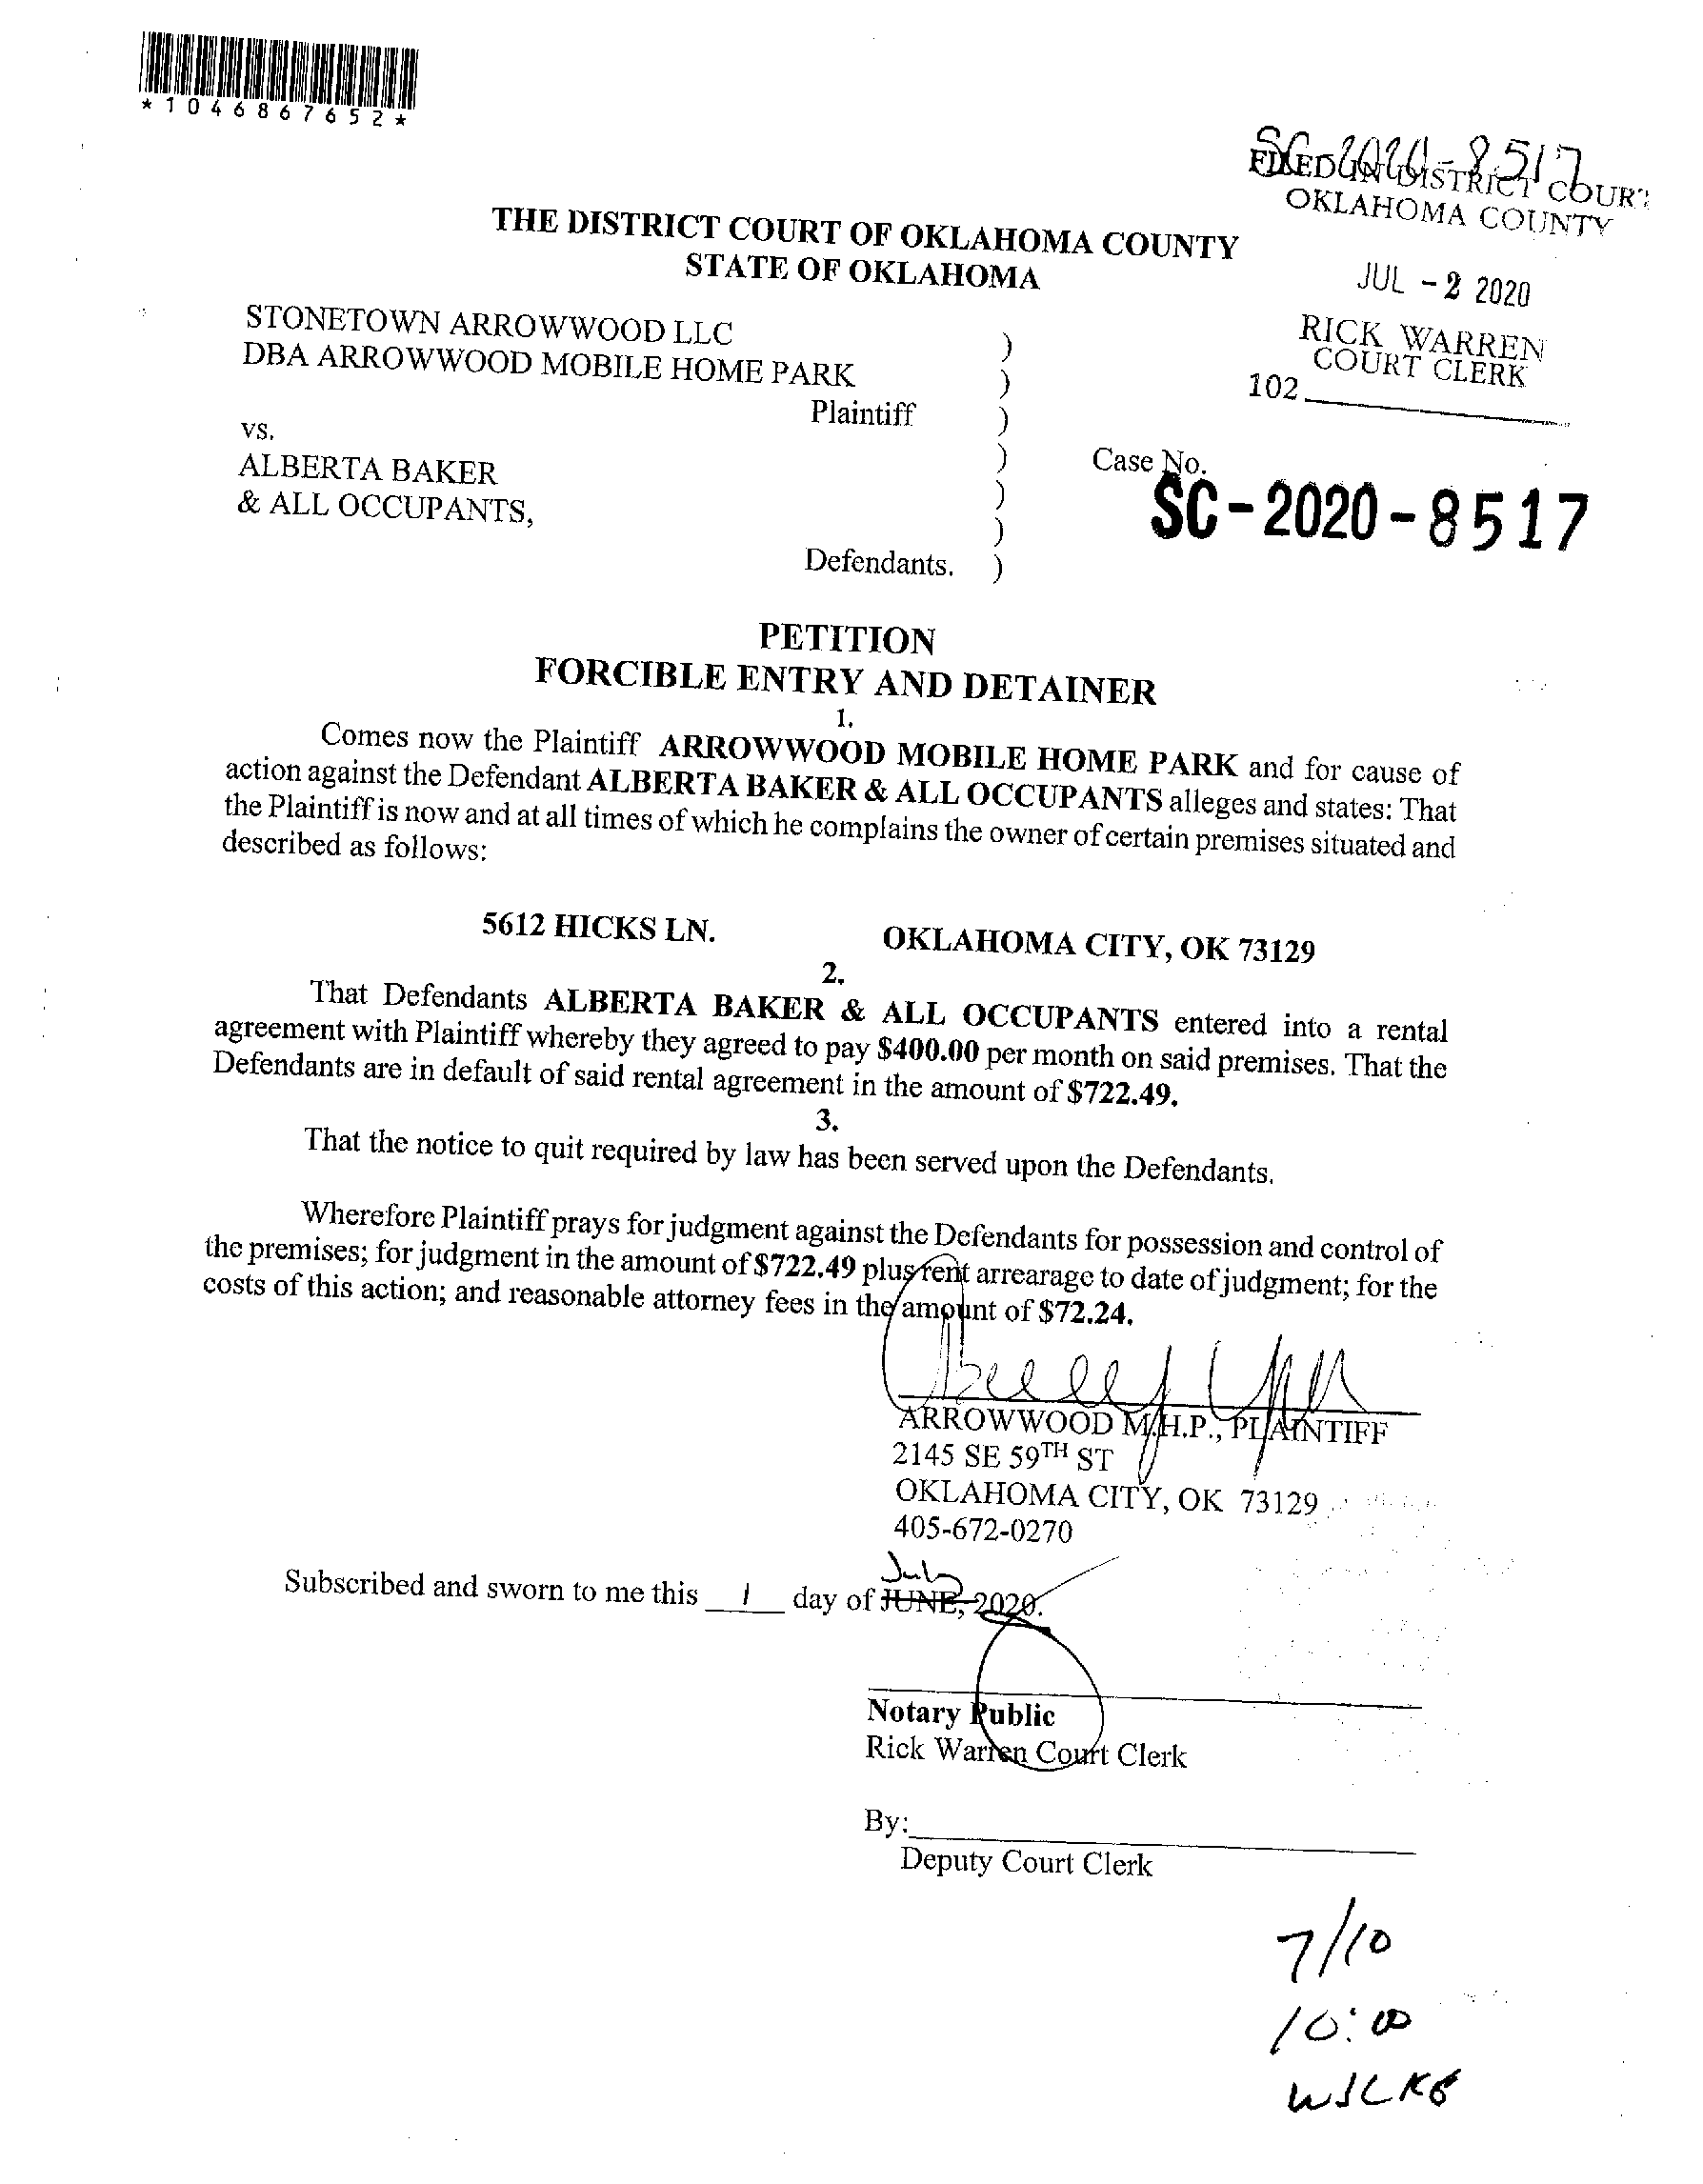 *1046867652*
SC-2020-8517
FILED IN DISTRICT COURT
OKLAHOMA COUNTY
JUL - 2 2020
RICK WARREN
COURT CLERK
102
THE DISTRICT COURT OF OKLAHOMA COUNTY
STATE OF OKLAHOMA
STONETOWN ARROWWOOD LLC )
DBA ARROWWOOD MOBILE HOME PARK )
Plaintiff )
vs. )
ALBERTA BAKER )
& ALL OCCUPANTS, )
Defendants. )
Case No.
SC-2020-8517
PETITION
FORCIBLE ENTRY AND DETAINER
1.
Comes now the Plaintiff ARROWWOOD MOBILE HOME PARK and for cause of
action against the Defendant ALBERTA BAKER & ALL OCCUPANTS alleges and states: That
the Plaintiff is now and at all times of which he complains the owner of certain premises situated and
described as follows:
5612 HICKS LN. OKLAHOMA CITY, OK 73129
2.
That Defendants ALBERTA BAKER & ALL OCCUPANTS entered into a rental
agreement with Plaintiff whereby they agreed to pay $400.00 per month on said premises. That the
Defendants are in default of said rental agreement in the amount of $722.49.
3.
That the notice to quit required by law has been served upon the Defendants.
Wherefore Plaintiff prays for judgment against the Defendants for possession and control of
the premises; for judgment in the amount of $722.49 plus rent arrearage to date of judgment; for the
costs of this action; and reasonable attorney fees in the amount of $72.24.
ARROWWOOD M.H.P., PLAINTIFF
2145 SE 59TH ST
OKLAHOMA CITY, OK 73129
405-672-0270
July
Subscribed and sworn to me this 1 day of JUNE, 2020.
Notary Public
Rick Warren Court Clerk
By:
Deputy Court Clerk
7/10
10:00
WILKE